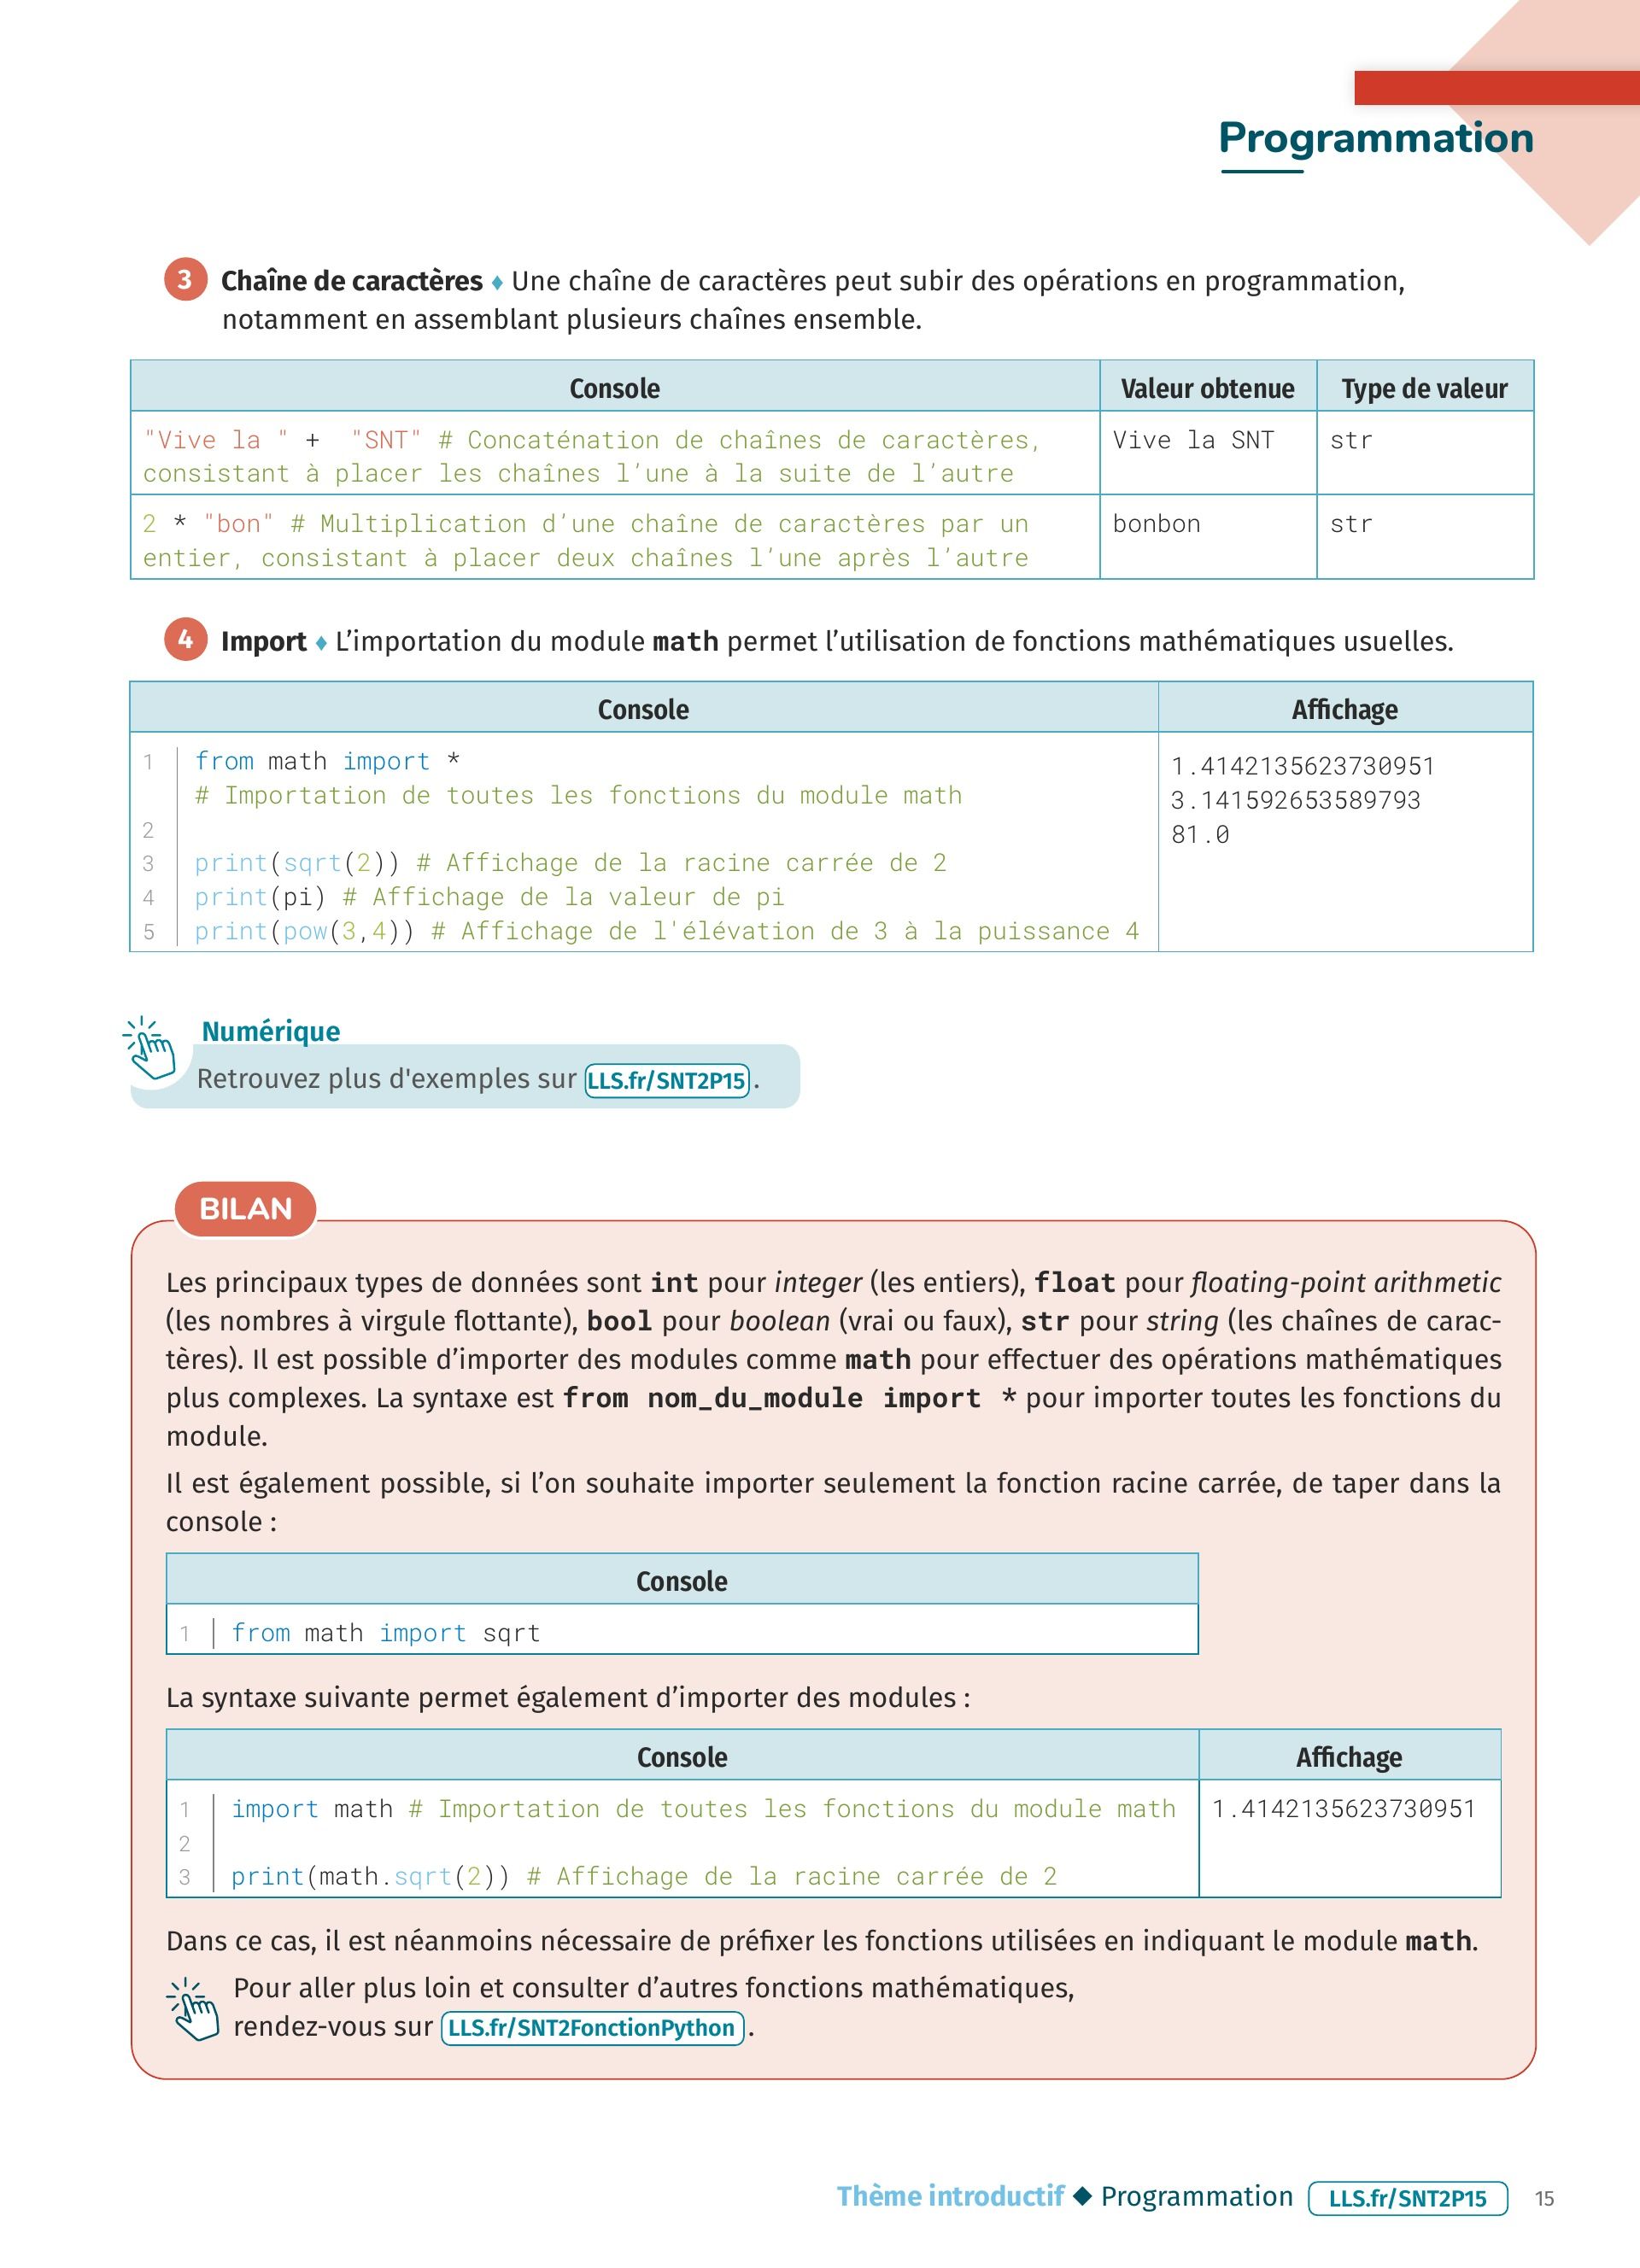 Programmation
3 Chaîne de caractères ♦ Une chaîne de caractères peut subir des opérations en programmation,
notamment en assemblant plusieurs chaînes ensemble.
Console Valeur obtenue Type de valeur
"Vive la " +  "SNT" # Concaténation de chaînes de caractères, Vive la SNT str
consistant à placer les chaînes l’une à la suite de l’autre
2 * "bon" # Multiplication d’une chaîne de caractères par un bonbon str
entier, consistant à placer deux chaînes l’une après l’autre
4 Import ♦ L’importation du module math permet l’utilisation de fonctions mathématiques usuelles.
Console Affichage
1 from math import * 1.4142135623730951
# Importation de toutes les fonctions du module math 3.141592653589793
2 81.0
3 print(sqrt(2)) # Affichage de la racine carrée de 2
4 print(pi) # Affichage de la valeur de pi
5 print(pow(3,4)) # Affichage de l'élévation de 3 à la puissance 4
Numérique
Retrouvez plus d'exemples sur LLS.fr/SNT2P15.
BILAN
Les principaux types de données sont int pour integer (les entiers), float pour floating-point arithmetic
(les nombres à virgule flottante), bool pour boolean (vrai ou faux), str pour string (les chaînes de carac-
tères). Il est possible d’importer des modules comme math pour effectuer des opérations mathématiques
plus complexes. La syntaxe est from nom_du_module import * pour importer toutes les fonctions du
module.
Il est également possible, si l’on souhaite importer seulement la fonction racine carrée, de taper dans la
console :
Console
1 from math import sqrt
La syntaxe suivante permet également d’importer des modules :
Console Affichage
1 import math # Importation de toutes les fonctions du module math 1.4142135623730951
2
3 print(math.sqrt(2)) # Affichage de la racine carrée de 2
Dans ce cas, il est néanmoins nécessaire de préfixer les fonctions utilisées en indiquant le module math.
Pour aller plus loin et consulter d’autres fonctions mathématiques,
rendez-vous sur LLS.fr/SNT2FonctionPython.
Thème introductif ◆ Programmation LLS.fr/SNT2P15 15